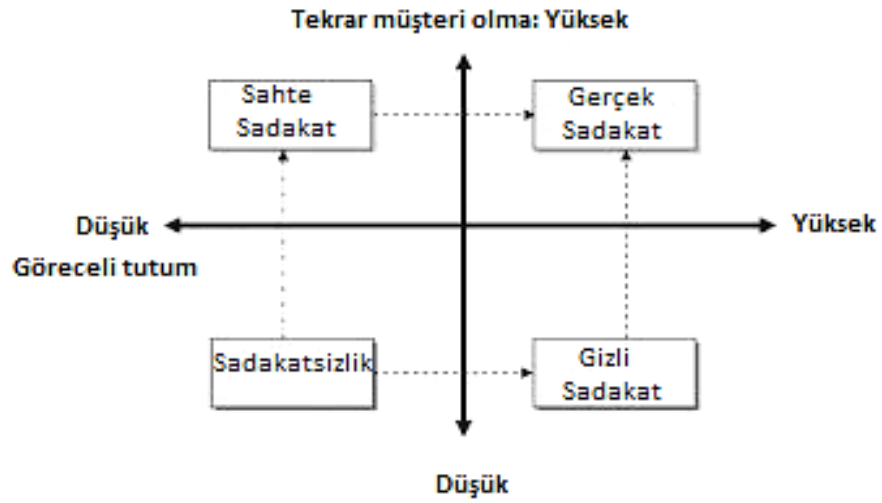 Tekrar müşteri olma: Yüksek
Sahte
Sadakat
Gerçek
Sadakat
Düşük
Yüksek
Göreceli tutum
Sadakatsizlik
Gizli
Sadakat
Düşük